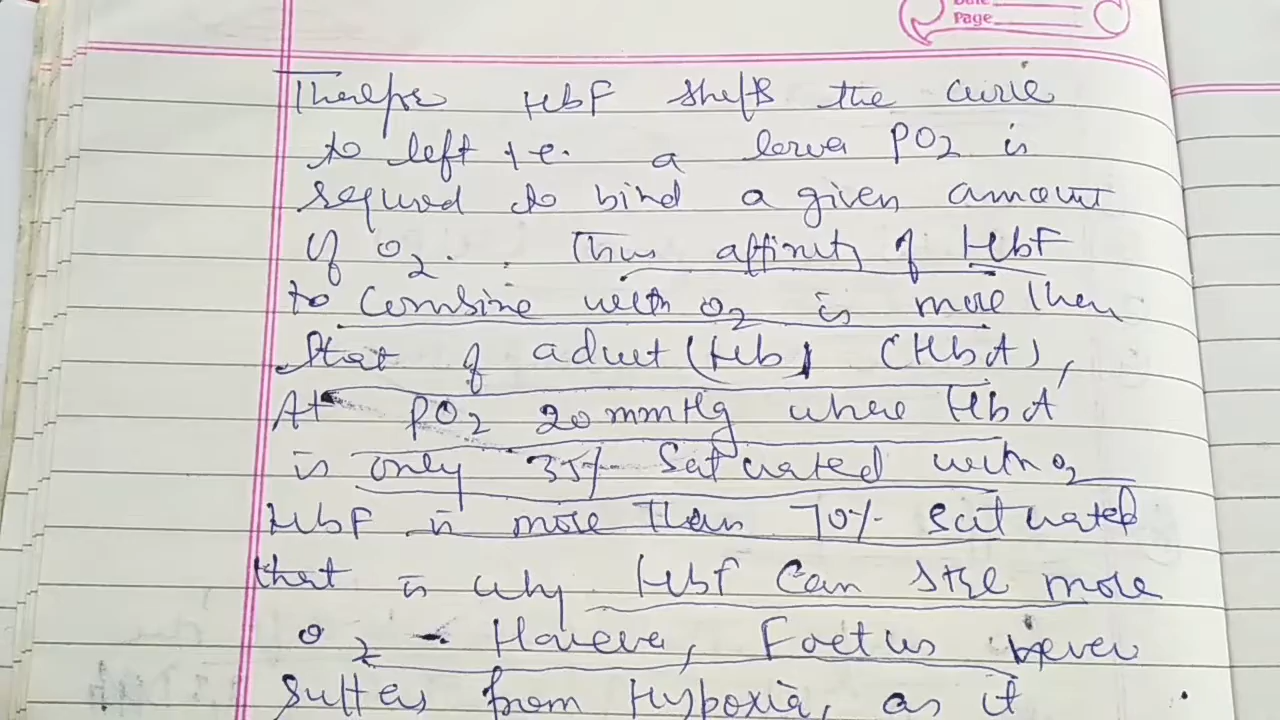 Date
Page
Therefore HbF shifts the curve
to left i.e. a lower PO2 is
required to bind a given amount
of O2. Thus affinity of HbF
to combine with O2 is more than
that of adult (Hb) (HbA),
At PO2 20 mmHg where HbA
is only 35% saturated with O2
HbF is more than 70% saturated
that is why HbF can store more
O2 - However, Foetus never
suffers from Hypoxia, as it